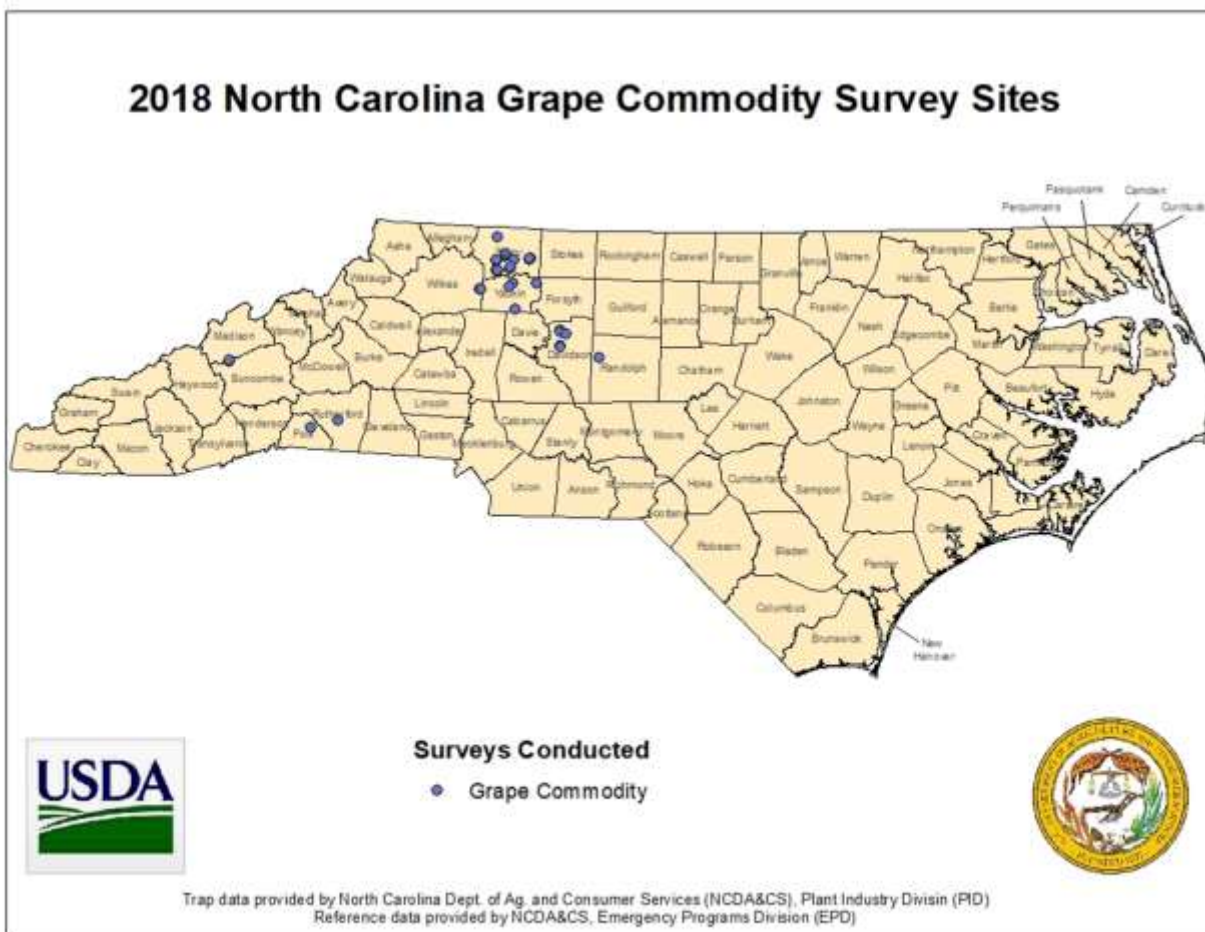 2018 North Carolina Grape Commodity Survey Sites
Pasquotank
Camden
Perquimans
Currituck
Ashe
Alleghany
Stokes
Rockingham
Caswell
Person
Granville
Vance
Warren
Northampton
Gates
Hertford
Halifax
Watauga
Wilkes
Yadkin
Forsyth
Guilford
Alamance
Orange
Durham
Franklin
Nash
Edgecombe
Bertie
Martin
Washington
Tyrrell
Dare
Avery
Madison
Yancey
Caldwell
Alexander
Iredell
Davie
Davidson
Randolph
Chatham
Wake
Wilson
Pitt
Beaufort
Hyde
Haywood
Buncombe
McDowell
Burke
Catawba
Rowan
Swain
Graham
Jackson
Henderson
Polk
Rutherford
Cleveland
Lincoln
Gaston
Mecklenburg
Cabarrus
Stanly
Montgomery
Moore
Lee
Harnett
Johnston
Wayne
Greene
Lenoir
Craven
Pamlico
Cherokee
Clay
Macon
Transylvania
Union
Anson
Richmond
Scotland
Hoke
Cumberland
Sampson
Duplin
Jones
Onslow
Carteret
Robeson
Bladen
Pender
Columbus
Brunswick
New
Hanover
USDA
Surveys Conducted
Grape Commodity
Trap data provided by North Carolina Dept. of Ag. and Consumer Services (NCDA&CS), Plant Industry Divisin (PID)
Reference data provided by NCDA&CS, Emergency Programs Division (EPD)